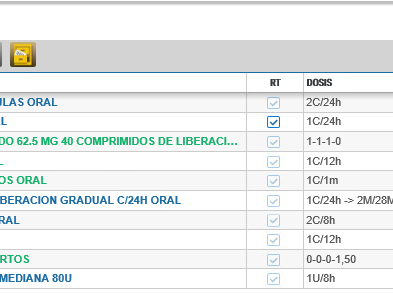 RT DOSIS
ULAS ORAL 2C/24h
L 1C/24h
DO 62.5 MG 40 COMPRIMIDOS DE LIBERACI... 1-1-1-0
L 1C/12h
OS ORAL 1C/1m
BERACION GRADUAL C/24H ORAL 1C/24h -> 2M/28M
RAL 2C/8h
1C/12h
RTOS 0-0-0-1,50
MEDIANA 80U 1U/8h